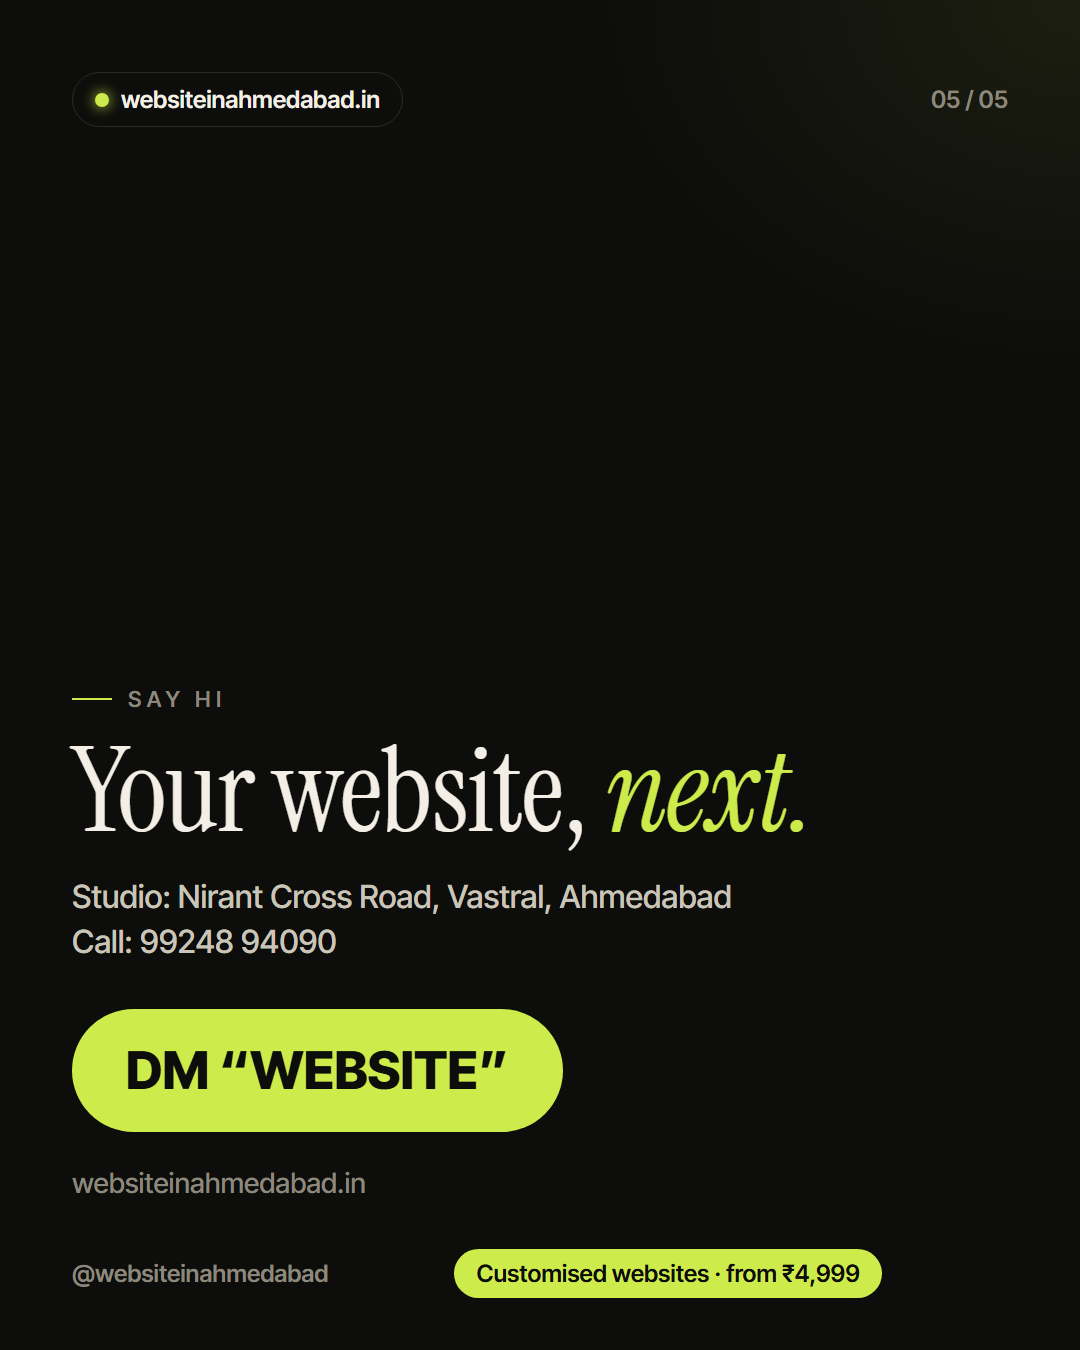 websiteinahmedabad.in
05 / 05
SAY HI
Your website, next.
Studio: Nirant Cross Road, Vastral, Ahmedabad
Call: 99248 94090
DM “WEBSITE”
websiteinahmedabad.in
@websiteinahmedabad
Customised websites · from ₹4,999